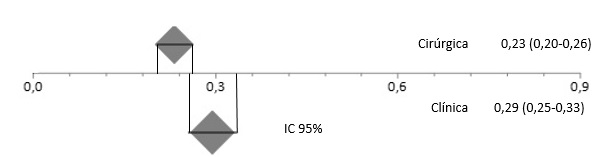 Cirúrgica 0,23 (0,20-0,26)
0,0 0,3 0,6 0,9
Clínica 0,29 (0,25-0,33)
IC 95%